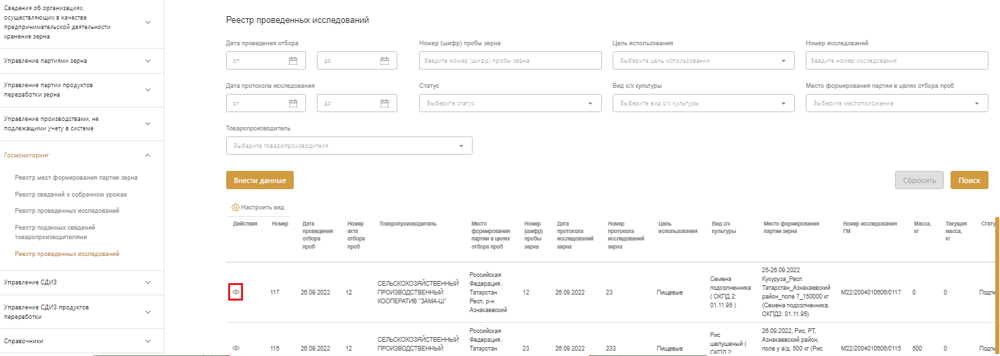 Сведения об организациях,
осуществляющих в качестве
предпринимательской деятельности
хранение зерна
Управление партиями зерна
Управление партии продуктов
переработки зерна
Управление производствами, не
подлежащими учету в системе
Госмониторинг
Реестр мест формирования партии зерна
Реестр сведений о собранном урожае
Реестр проведенных исследований
Реестр поданных сведений
товаропроизводителями
Реестр проведенных исследований
Управление СДИЗ
Управление СДИЗ продуктов
переработки
Справочники
Реестр проведенных исследований
Дата проведения отбора
от
до
Номер (шифр) пробы зерна
Введите номер (шифр) пробы зерна
Цель использования
Выберите цель использования
Номер исследований
Введите номер исследования
Дата протокола исследования
от
до
Статус
Выберите статус
Вид с/х культуры
Выберите вид с/х культуры
Место формирования партии в целях отбора проб
Выберите местоположение
Товаропроизводитель
Выберите товаропроизводителя
Внести данные
Сбросить
Поиск
Настроить вид
Действия
Номер
Дата
проведения
отбора
проб
Номер
акта
отбора
проб
Товаропроизводитель
Место
формирования
партии в целях
отбора проб
Номер
(шифр)
пробы
зерна
Дата
протокола
исследований
зерна
Номер
протокола
исследований
зерна
Цель
использования
Вид с/х
культуры
Место формирования
партии зерна
Номер исследования
ГМ
Масса,
кг
Текущая
масса,
кг
Стату
117
26.09.2022
12
СЕЛЬСКОХОЗЯЙСТВЕННЫЙ
ПРОИЗВОДСТВЕННЫЙ
КООПЕРАТИВ "ЗАМА-Ш"
Российская
Федерация,
Татарстан
Респ, р-н
Азнакаевский
12
26.09.2022
23
Пищевые
Семена
подсолнечника
( ОКПД 2:
01.11.95 )
25-26.09.2022
Кукуруза_Респ
Татарстан_Азнакаевский
район_поле 7_150000 кг
(Семена подсолнечника,
ОКПД2: 01.11.95)
М22/2004010606/0117
0
0
Подпи
115
26.09.2022
12
СЕЛЬСКОХОЗЯЙСТВЕННЫЙ
ПРОИЗВОДСТВЕННЫЙ
Российская
Федерация,
Татарстан
23
26.09.2022
233
Пищевые
Рис
шелушеный (
ОКПД 2:
26.09.2022, Рис, РТ,
Азнакаевский район,
поле у а/д, 500 кг (Рис
М22/2004010606/0115
500
0
Подпи